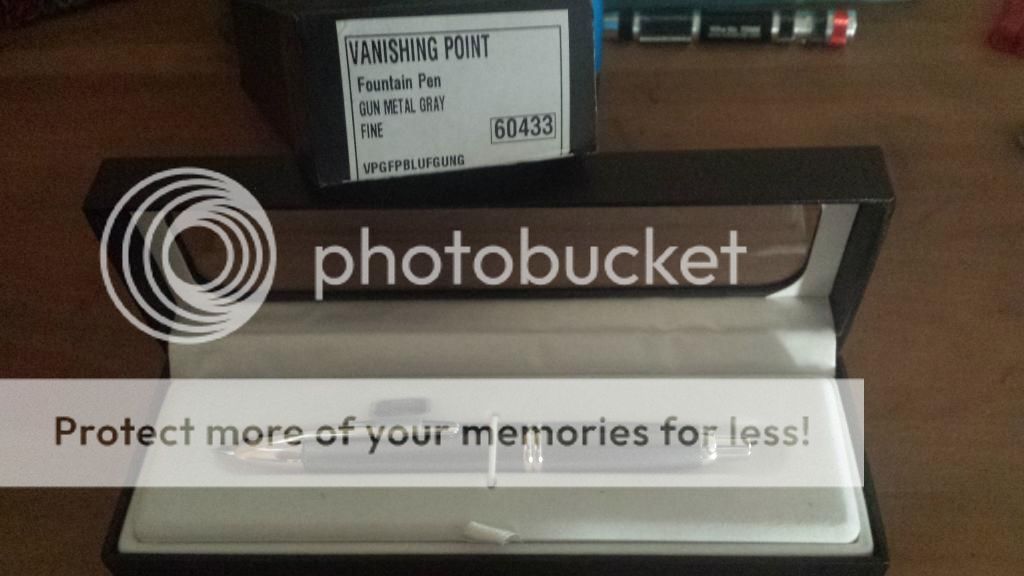 VANISHING POINT
Fountain Pen
GUN METAL GRAY
FINE
60433
VPGFPBLUFGUNG
photobucket
Protect more of your memories for less!